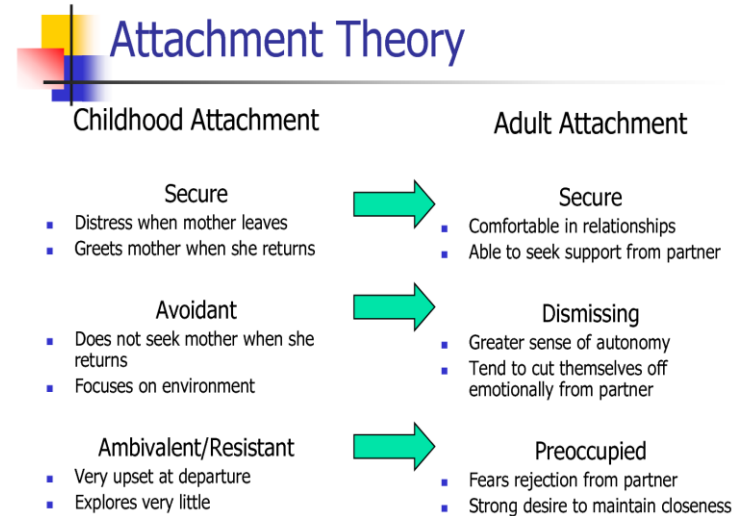 Attachment Theory
Childhood Attachment
Secure
Distress when mother leaves
Greets mother when she returns
Avoidant
Does not seek mother when she
returns
Focuses on environment
Ambivalent/Resistant
Very upset at departure
Explores very little
Adult Attachment
Secure
Comfortable in relationships
Able to seek support from partner
Dismissing
Greater sense of autonomy
Tend to cut themselves off
emotionally from partner
Preoccupied
Fears rejection from partner
Strong desire to maintain closeness